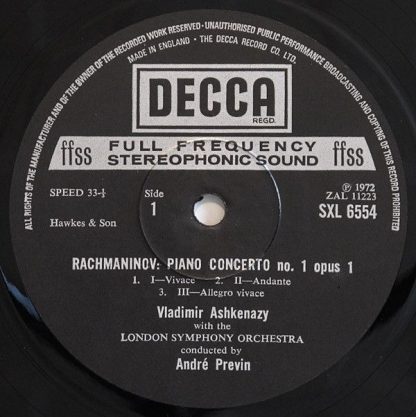 ALL RIGHTS OF THE MANUFACTURER AND OF THE OWNER OF THE RECORDED WORK RESERVED · UNAUTHORISED PUBLIC PERFORMANCE BROADCASTING AND COPYING OF THIS RECORD PROHIBITED
MADE IN ENGLAND · THE DECCA RECORD CO. LTD.
DECCA
REGD.
ffss FULL FREQUENCY STEREOPHONIC SOUND ffss
SPEED 33-⅓
Side
1
℗ 1972
ZAL 11223
SXL 6554
Hawkes & Son
RACHMANINOV: PIANO CONCERTO no. 1 opus 1
1. I—Vivace 2. II—Andante
3. III—Allegro vivace
Vladimir Ashkenazy
with the
LONDON SYMPHONY ORCHESTRA
conducted by
André Previn